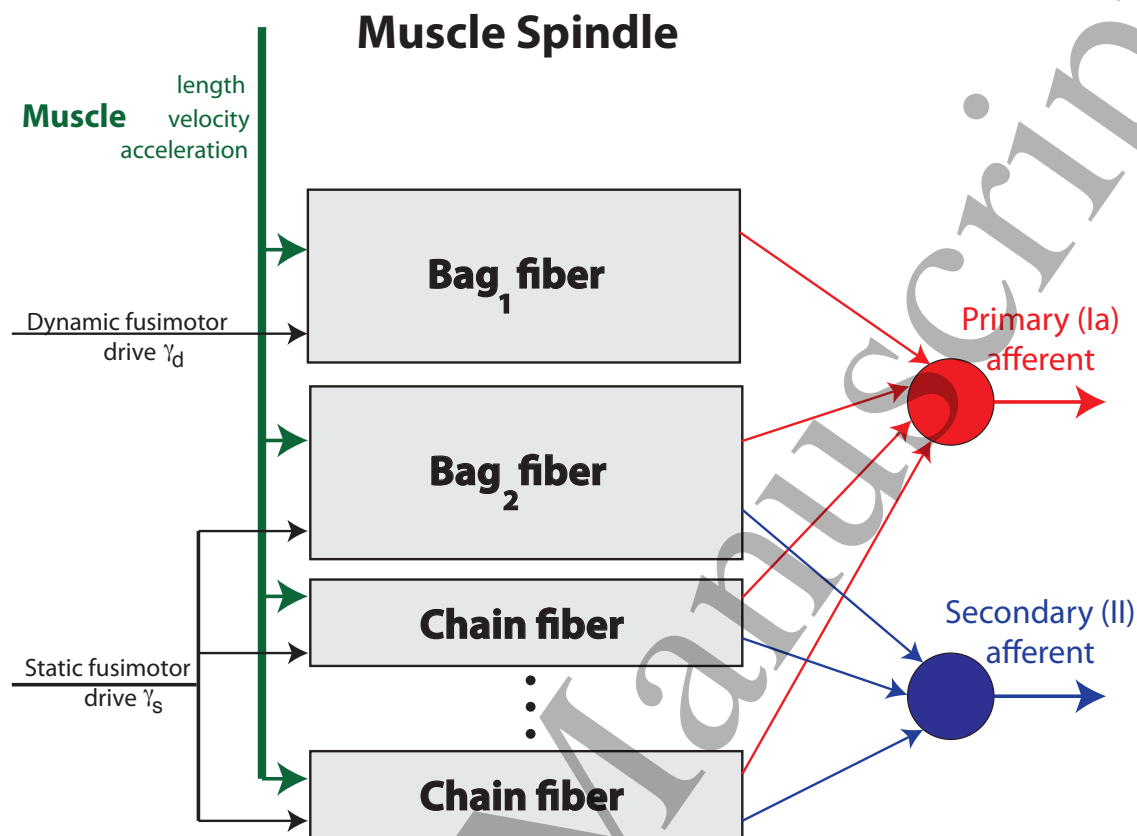 Muscle Spindle
length
Muscle velocity
acceleration
Bag1 fiber
Dynamic fusimotor
drive γd
Primary (Ia)
afferent
Bag2 fiber
Chain fiber
Secondary (II)
afferent
Static fusimotor
drive γs
Chain fiber
Manuscrip